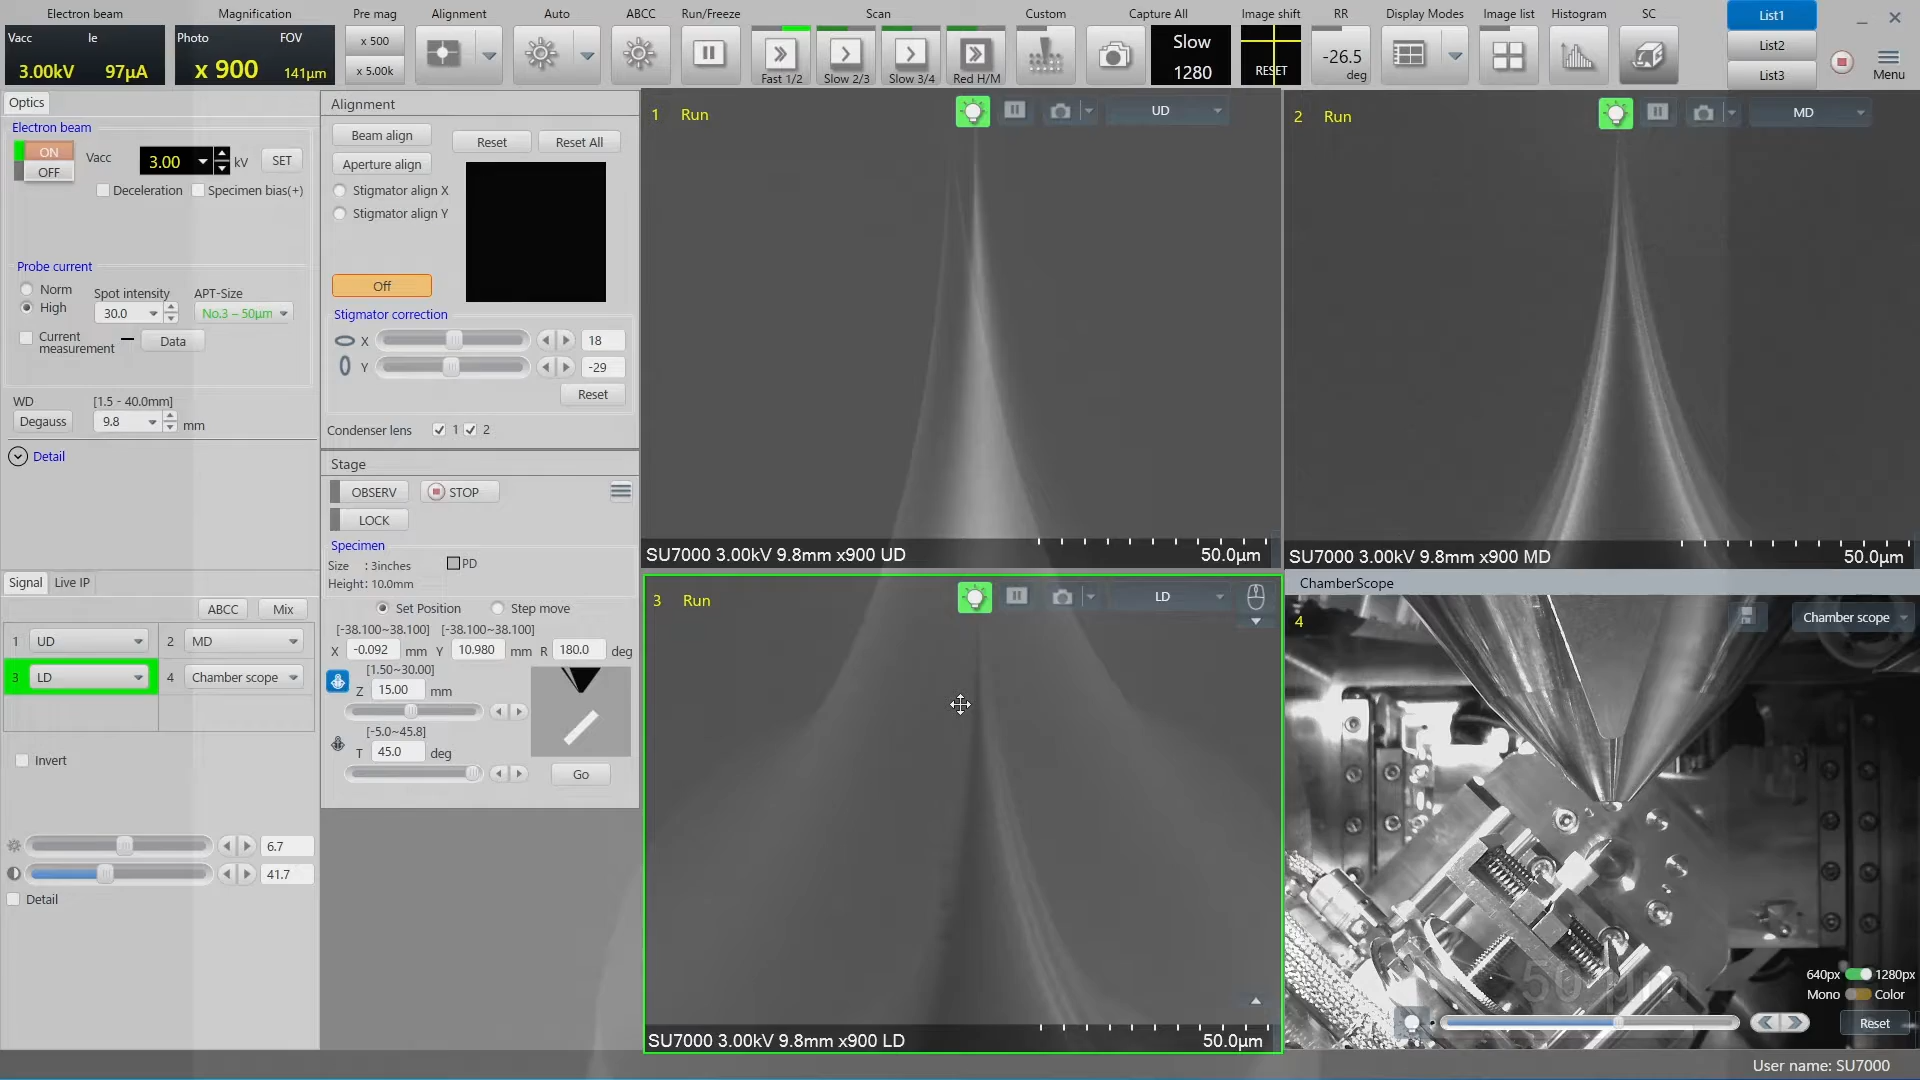 Electron beam
Magnification
Pre mag
Alignment
Auto
ABCC
Run/Freeze
Scan
Custom
Capture All
Image shift
RR
Display Modes
Image list
Histogram
SC
List1
List2
List3
Menu
Vacc
Ie
3.00kV
97µA
Photo
FOV
x 900
141µm
x 500
x 5.00k
Fast 1/2
Slow 2/3
Slow 3/4
Red H/M
Slow
1280
RESET
-26.5
deg
Optics
Electron beam
ON
OFF
Vacc
3.00
kV
SET
Deceleration
Specimen bias(+)
Probe current
Norm
High
Spot intensity
30.0
APT-Size
No.3 – 50µm
Current
measurement
Data
WD
[1.5 - 40.0mm]
Degauss
9.8
mm
Detail
Signal
Live IP
ABCC
Mix
1
UD
2
MD
3
LD
4
Chamber scope
Invert
6.7
41.7
Detail
Alignment
Beam align
Reset
Reset All
Aperture align
Stigmator align X
Stigmator align Y
Off
Stigmator correction
X
18
Y
-29
Reset
Condenser lens
1
2
Stage
OBSERV
STOP
LOCK
Specimen
Size : 3inches
PD
Height: 10.0mm
Set Position
Step move
[-38.100~38.100]
[-38.100~38.100]
X
-0.092
mm
Y
10.980
mm
R
180.0
deg
[1.50~30.00]
Z
15.00
mm
[-5.0~45.8]
T
45.0
deg
Go
1
Run
UD
SU7000 3.00kV 9.8mm x900 UD
50.0µm
2
Run
MD
SU7000 3.00kV 9.8mm x900 MD
50.0µm
3
Run
LD
SU7000 3.00kV 9.8mm x900 LD
50.0µm
ChamberScope
4
Chamber scope
50 µm
640px
1280px
Mono
Color
Reset
User name: SU7000